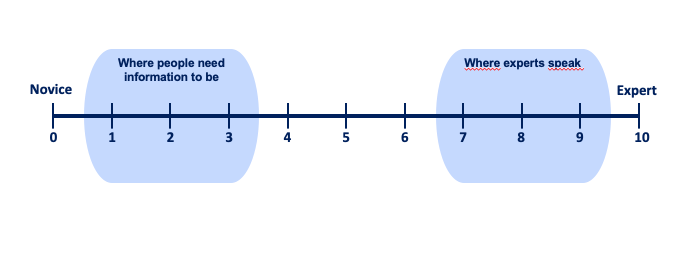 Where people need
information to be
Where experts speak
Novice
Expert
0 1 2 3 4 5 6 7 8 9 10